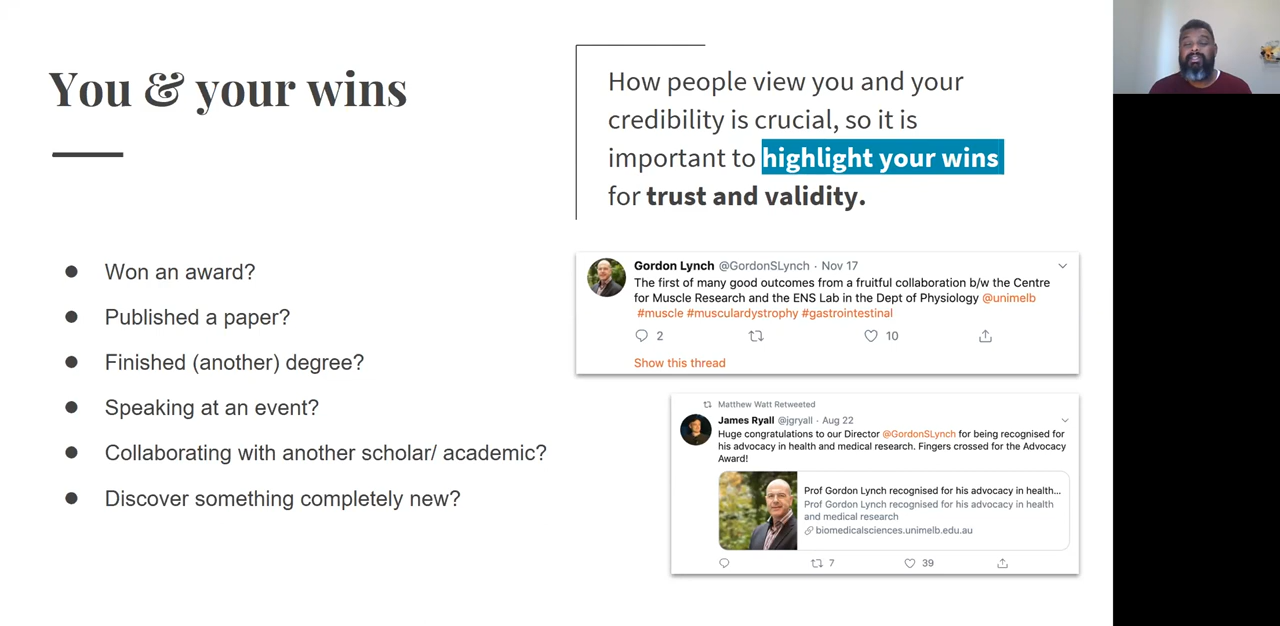 You & your wins
How people view you and your
credibility is crucial, so it is
important to highlight your wins
for trust and validity.
● Won an award?
● Published a paper?
● Finished (another) degree?
● Speaking at an event?
● Collaborating with another scholar/ academic?
● Discover something completely new?
Gordon Lynch @GordonSLynch · Nov 17
The first of many good outcomes from a fruitful collaboration b/w the Centre
for Muscle Research and the ENS Lab in the Dept of Physiology @unimelb
#muscle #musculardystrophy #gastrointestinal
2 10
Show this thread
Matthew Watt Retweeted
James Ryall @jgryall · Aug 22
Huge congratulations to our Director @GordonSLynch for being recognised for
his advocacy in health and medical research. Fingers crossed for the Advocacy
Award!
Prof Gordon Lynch recognised for his advocacy in health...
Prof Gordon Lynch recognised for his advocacy in health
and medical research
biomedicalsciences.unimelb.edu.au
7 39